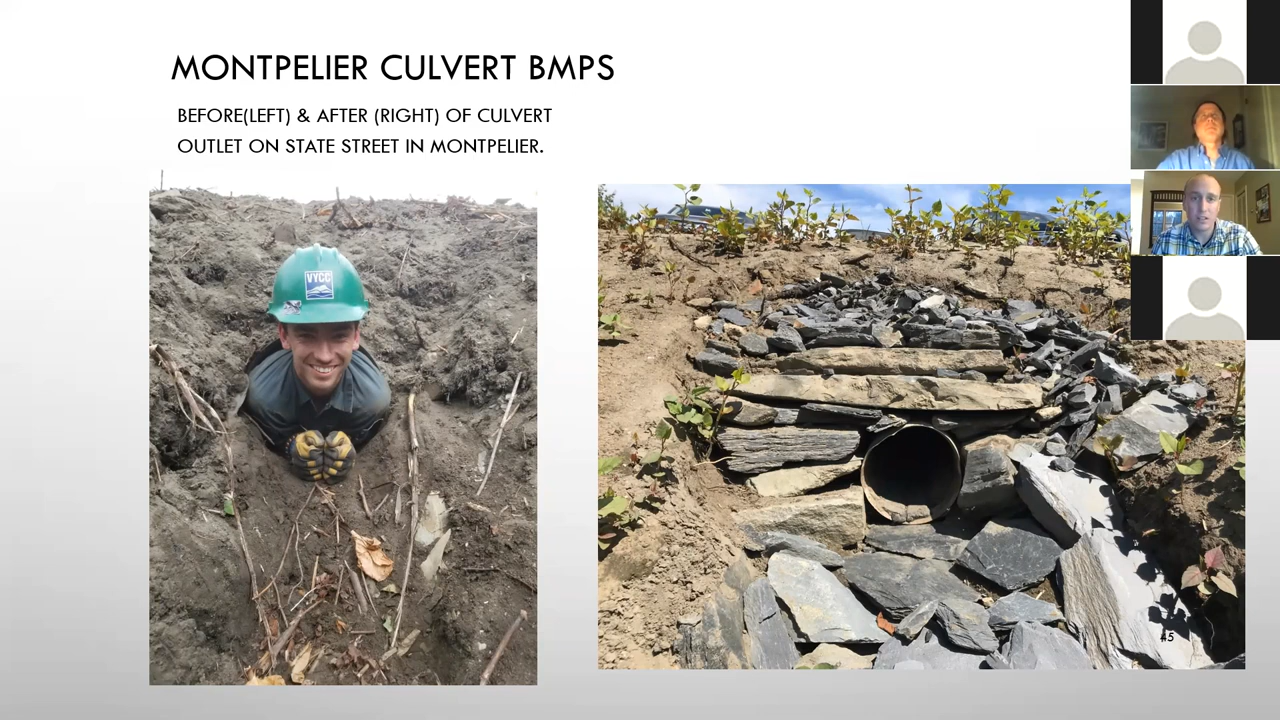 MONTPELIER CULVERT BMPS
BEFORE(LEFT) & AFTER (RIGHT) OF CULVERT
OUTLET ON STATE STREET IN MONTPELIER.
VYCC
45